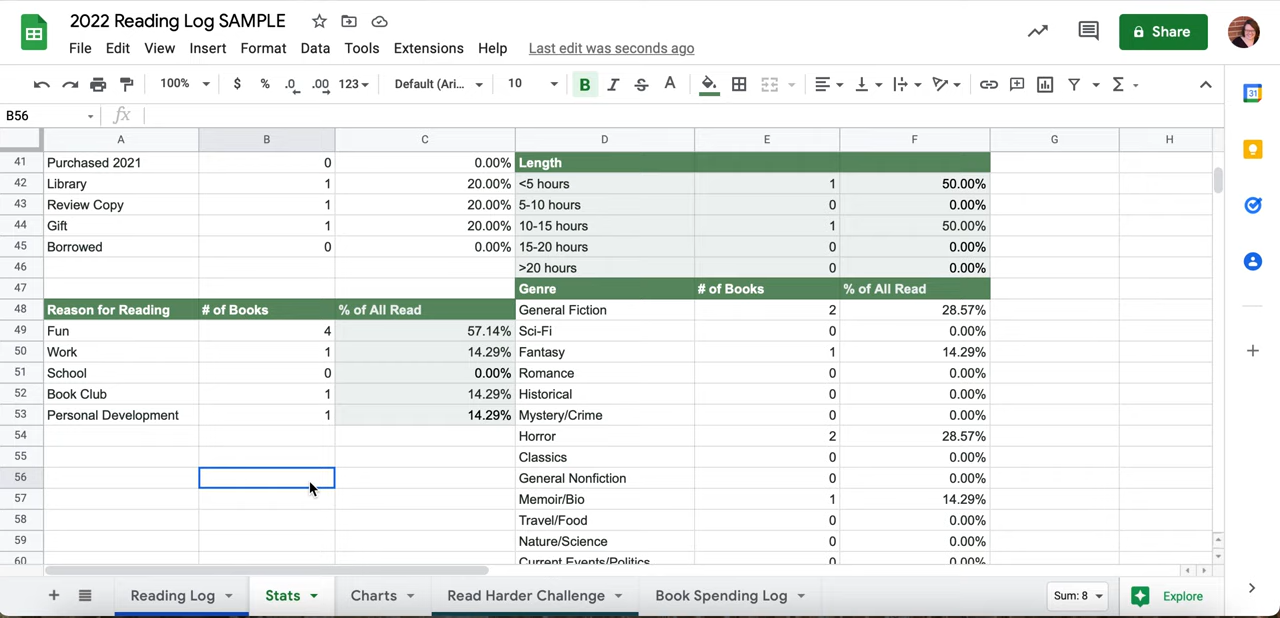 2022 Reading Log SAMPLE
File Edit View Insert Format Data Tools Extensions Help Last edit was seconds ago
Share
100% $ % .0 .00 123 Default (Ari... 10 B I S A
B56 fx
A B C D E F G H
41 Purchased 2021 0 0.00% Length
42 Library 1 20.00% <5 hours 1 50.00%
43 Review Copy 1 20.00% 5-10 hours 0 0.00%
44 Gift 1 20.00% 10-15 hours 1 50.00%
45 Borrowed 0 0.00% 15-20 hours 0 0.00%
46 >20 hours 0 0.00%
47 Genre # of Books % of All Read
48 Reason for Reading # of Books % of All Read General Fiction 2 28.57%
49 Fun 4 57.14% Sci-Fi 0 0.00%
50 Work 1 14.29% Fantasy 1 14.29%
51 School 0 0.00% Romance 0 0.00%
52 Book Club 1 14.29% Historical 0 0.00%
53 Personal Development 1 14.29% Mystery/Crime 0 0.00%
54 Horror 2 28.57%
55 Classics 0 0.00%
56 General Nonfiction 0 0.00%
57 Memoir/Bio 1 14.29%
58 Travel/Food 0 0.00%
59 Nature/Science 0 0.00%
60 Current Events/Politics 0 0.00%
Reading Log Stats Charts Read Harder Challenge Book Spending Log Sum: 8 Explore
31